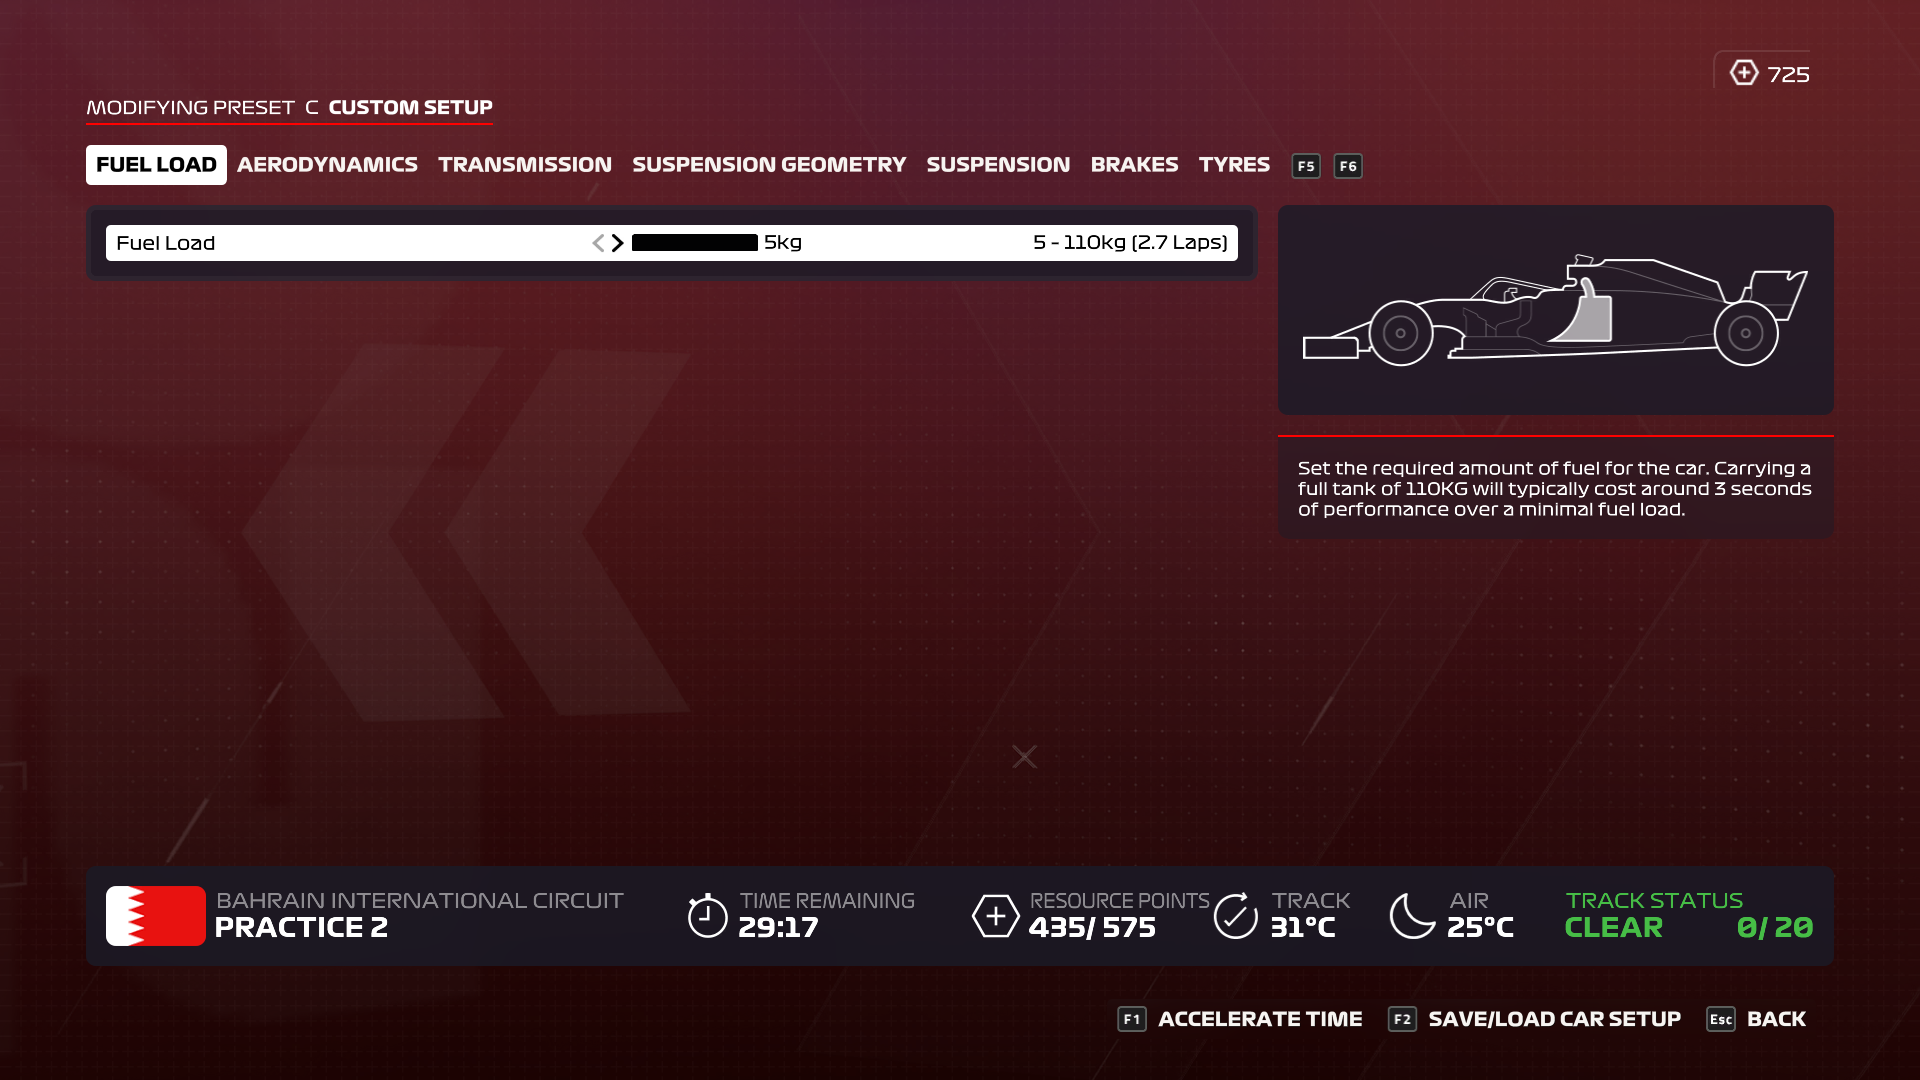 725
MODIFYING PRESET C CUSTOM SETUP
FUEL LOAD AERODYNAMICS TRANSMISSION SUSPENSION GEOMETRY SUSPENSION BRAKES TYRES F5 F6
Fuel Load 5kg 5 - 110kg (2.7 Laps)
Set the required amount of fuel for the car. Carrying a
full tank of 110KG will typically cost around 3 seconds
of performance over a minimal fuel load.
BAHRAIN INTERNATIONAL CIRCUIT TIME REMAINING RESOURCE POINTS TRACK AIR TRACK STATUS
PRACTICE 2 29:17 435/ 575 31°C 25°C CLEAR 0/ 20
F1 ACCELERATE TIME F2 SAVE/LOAD CAR SETUP Esc BACK